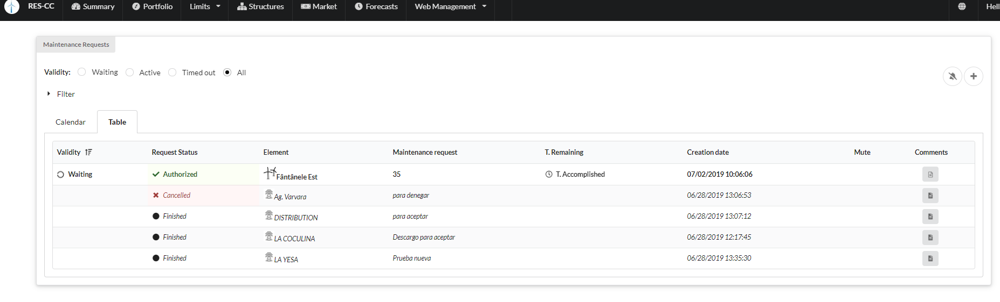 RES-CC Summary Portfolio Limits Structures Market Forecasts Web Management Hell
Maintenance Requests
Validity: Waiting Active Timed out All
Filter
Calendar Table
Validity Request Status Element Maintenance request T. Remaining Creation date Mute Comments
Waiting Authorized Fântânele Est 35 T. Accomplished 07/02/2019 10:06:06
Cancelled Ag. Varvara para denegar 06/28/2019 13:06:53
Finished DISTRIBUTION para aceptar 06/28/2019 13:07:12
Finished LA COCULINA Descargo para aceptar 06/28/2019 12:17:45
Finished LA YESA Prueba nueva 06/28/2019 13:35:30